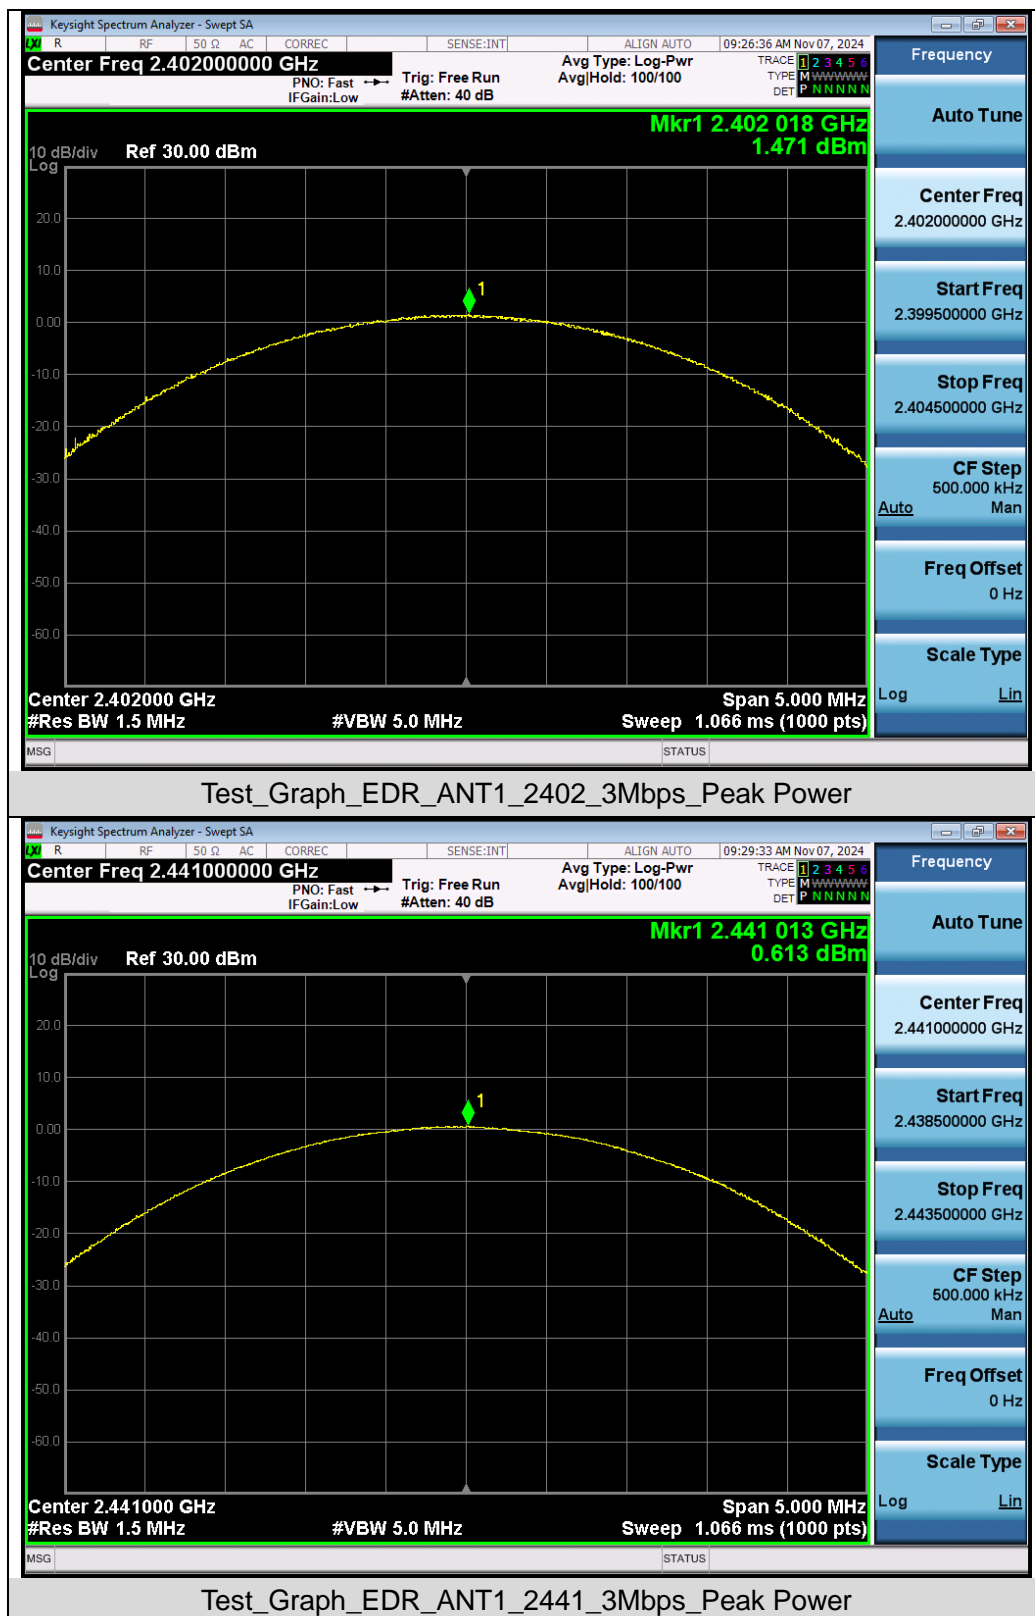 Keysight Spectrum Analyzer - Swept SA
LXI R RF 50 Ω AC CORREC SENSE:INT ALIGN AUTO 09:26:36 AM Nov 07, 2024
Center Freq 2.402000000 GHz
PNO: Fast
IFGain:Low
Trig: Free Run
#Atten: 40 dB
Avg Type: Log-Pwr
Avg|Hold: 100/100
TRACE 1 2 3 4 5 6
TYPE M WWWWW
DET P N N N N N
Mkr1 2.402 018 GHz
1.471 dBm
10 dB/div Ref 30.00 dBm
Log
20.0
10.0
0.00
-10.0
-20.0
-30.0
-40.0
-50.0
-60.0
1
Center 2.402000 GHz Span 5.000 MHz
#Res BW 1.5 MHz #VBW 5.0 MHz Sweep 1.066 ms (1000 pts)
MSG STATUS
Frequency
Auto Tune
Center Freq
2.402000000 GHz
Start Freq
2.399500000 GHz
Stop Freq
2.404500000 GHz
CF Step
500.000 kHz
Auto Man
Freq Offset
0 Hz
Scale Type
Log Lin
Test_Graph_EDR_ANT1_2402_3Mbps_Peak Power
Keysight Spectrum Analyzer - Swept SA
LXI R RF 50 Ω AC CORREC SENSE:INT ALIGN AUTO 09:29:33 AM Nov 07, 2024
Center Freq 2.441000000 GHz
PNO: Fast
IFGain:Low
Trig: Free Run
#Atten: 40 dB
Avg Type: Log-Pwr
Avg|Hold: 100/100
TRACE 1 2 3 4 5 6
TYPE M WWWWW
DET P N N N N N
Mkr1 2.441 013 GHz
0.613 dBm
10 dB/div Ref 30.00 dBm
Log
20.0
10.0
0.00
-10.0
-20.0
-30.0
-40.0
-50.0
-60.0
1
Center 2.441000 GHz Span 5.000 MHz
#Res BW 1.5 MHz #VBW 5.0 MHz Sweep 1.066 ms (1000 pts)
MSG STATUS
Frequency
Auto Tune
Center Freq
2.441000000 GHz
Start Freq
2.438500000 GHz
Stop Freq
2.443500000 GHz
CF Step
500.000 kHz
Auto Man
Freq Offset
0 Hz
Scale Type
Log Lin
Test_Graph_EDR_ANT1_2441_3Mbps_Peak Power